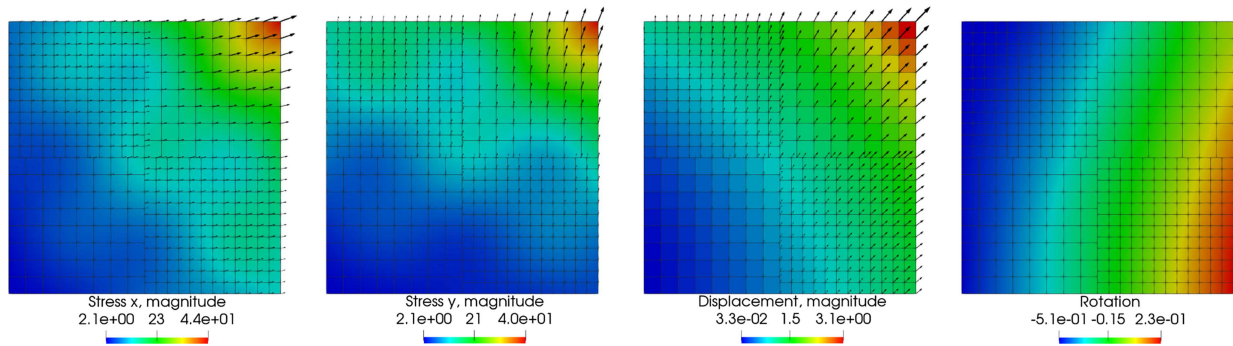 Stress x, magnitude
2.1e+00 23 4.4e+01
Stress y, magnitude
2.1e+00 21 4.0e+01
Displacement, magnitude
3.3e-02 1.5 3.1e+00
Rotation
-5.1e-01 -0.15 2.3e-01